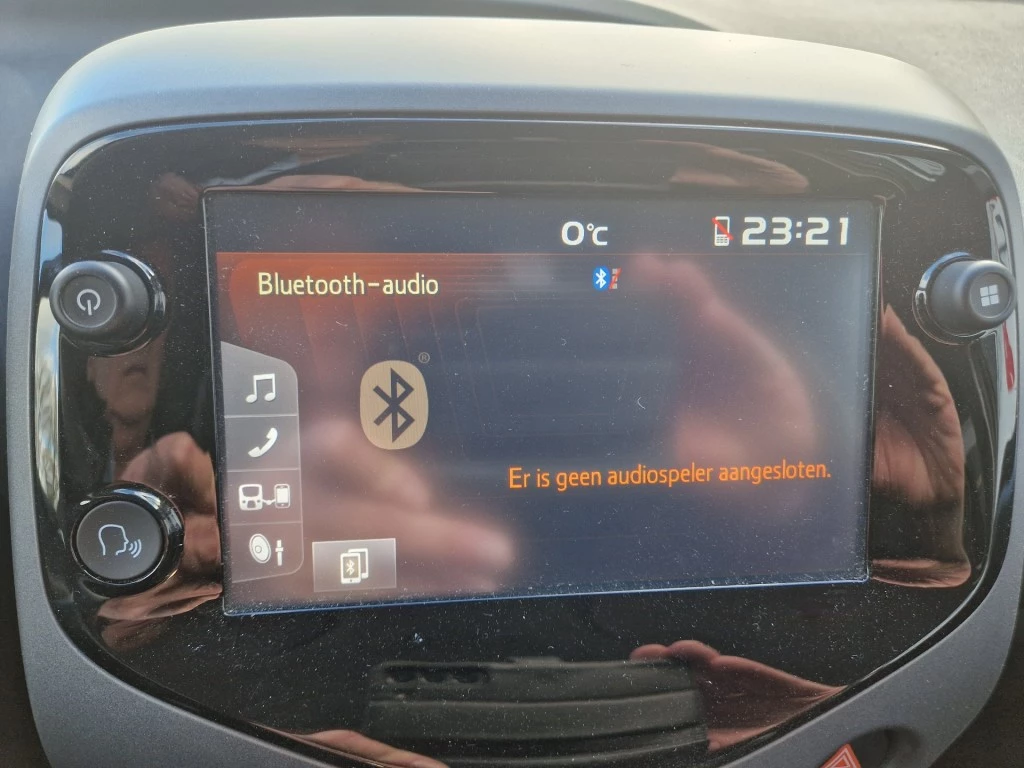 0°C 23:21
Bluetooth-audio
®
Er is geen audiospeler aangesloten.